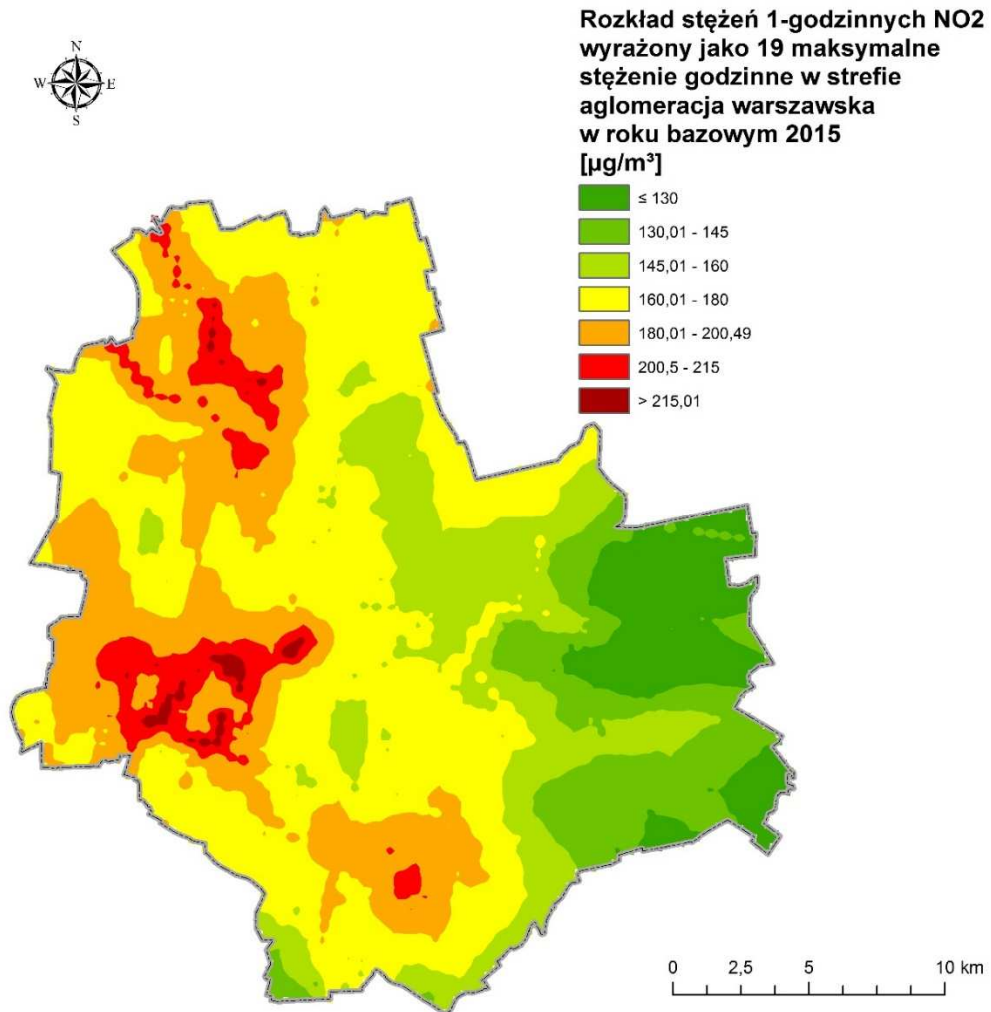 Rozkład stężeń 1-godzinnych NO2
wyrażony jako 19 maksymalne
stężenie godzinne w strefie
aglomeracja warszawska
w roku bazowym 2015
[µg/m³]
N
W E
S
≤ 130
130,01 - 145
145,01 - 160
160,01 - 180
180,01 - 200,49
200,5 - 215
> 215,01
0 2,5 5 10 km